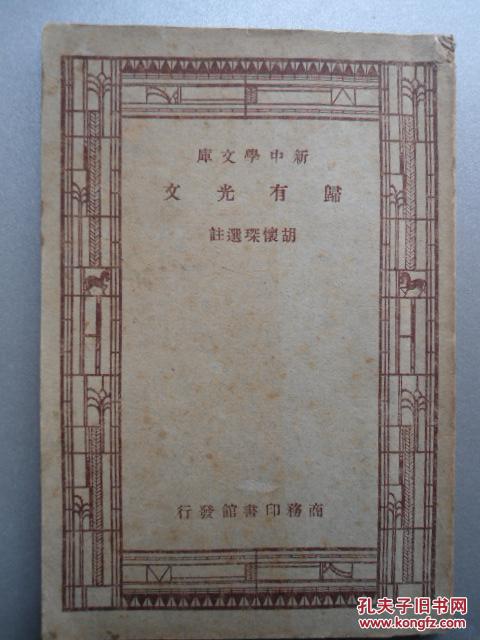 新中學文庫
歸有光文
胡懷琛選註
商務印書館發行
孔夫子旧书网
www.kongfz.com